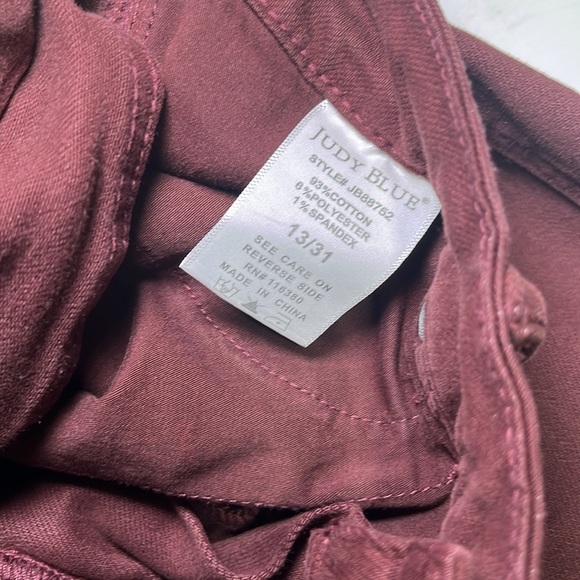 JUDY BLUE®
STYLE# JB88762
93%COTTON
6%POLYESTER
1%SPANDEX
13/31
SEE CARE ON
REVERSE SIDE
RN# 116380
MADE IN CHINA